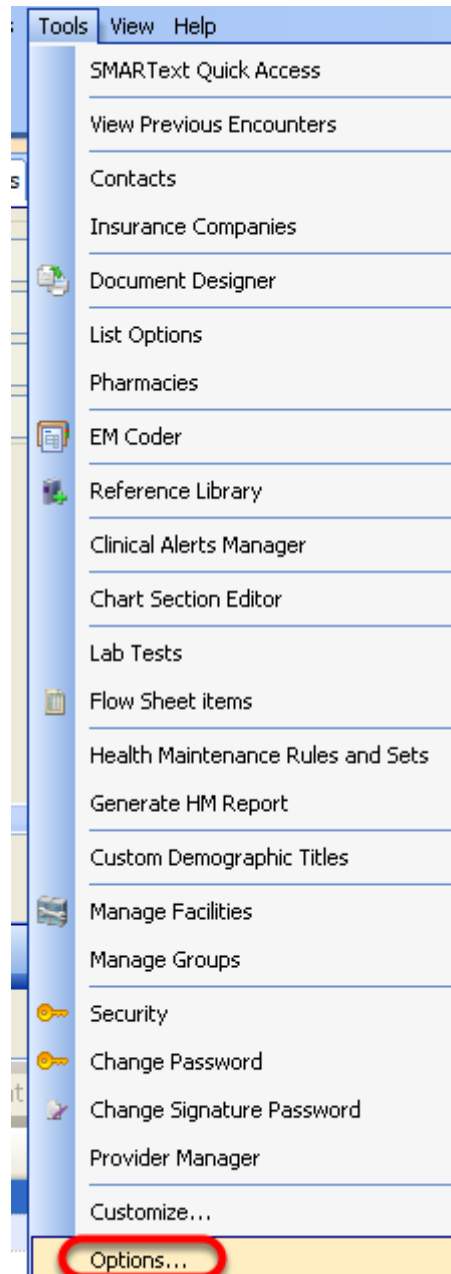 Tools View Help
SMARText Quick Access
View Previous Encounters
s
Contacts
Insurance Companies
Document Designer
List Options
Pharmacies
EM Coder
Reference Library
Clinical Alerts Manager
Chart Section Editor
Lab Tests
Flow Sheet items
Health Maintenance Rules and Sets
Generate HM Report
Custom Demographic Titles
Manage Facilities
Manage Groups
Security
Change Password
Change Signature Password
Provider Manager
Customize...
Options...